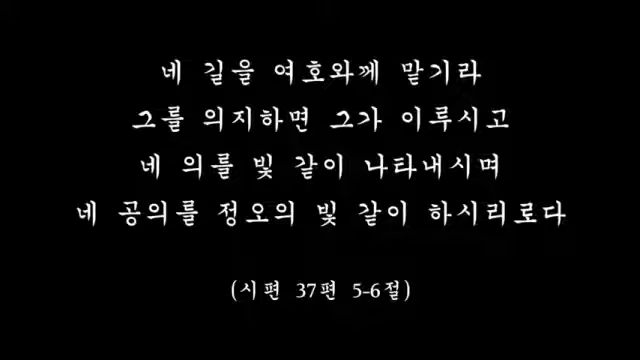 네 길을 여호와께 맡기라
그를 의지하면 그가 이루시고
네 의를 빛 같이 나타내시며
네 공의를 정오의 빛 같이 하시리로다
(시편 37편 5-6절)